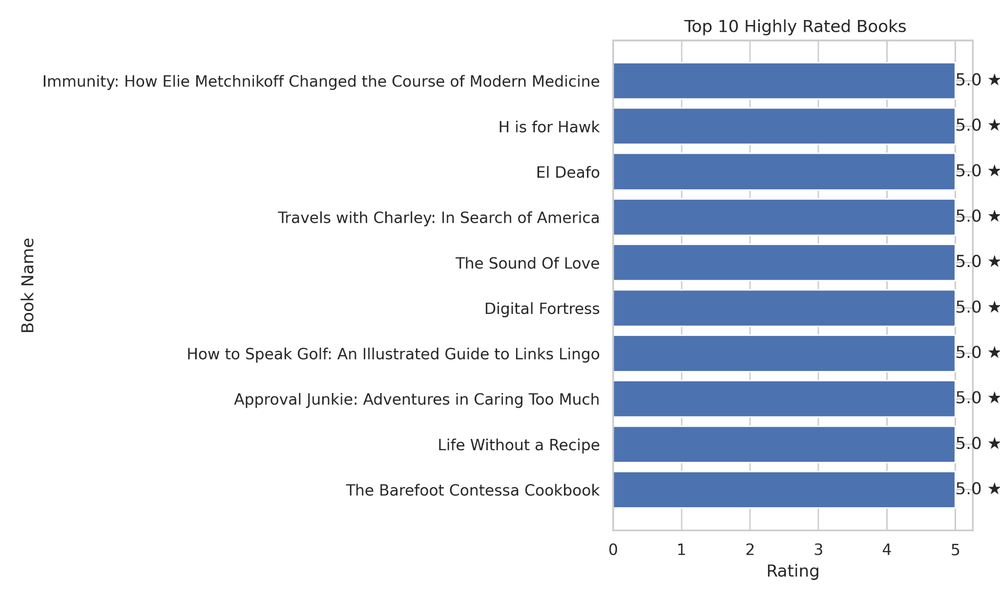 Top 10 Highly Rated Books
Immunity: How Elie Metchnikoff Changed the Course of Modern Medicine 5.0 ★
H is for Hawk 5.0 ★
El Deafo 5.0 ★
Travels with Charley: In Search of America 5.0 ★
The Sound Of Love 5.0 ★
Digital Fortress 5.0 ★
How to Speak Golf: An Illustrated Guide to Links Lingo 5.0 ★
Approval Junkie: Adventures in Caring Too Much 5.0 ★
Life Without a Recipe 5.0 ★
The Barefoot Contessa Cookbook 5.0 ★
Book Name
0 1 2 3 4 5
Rating